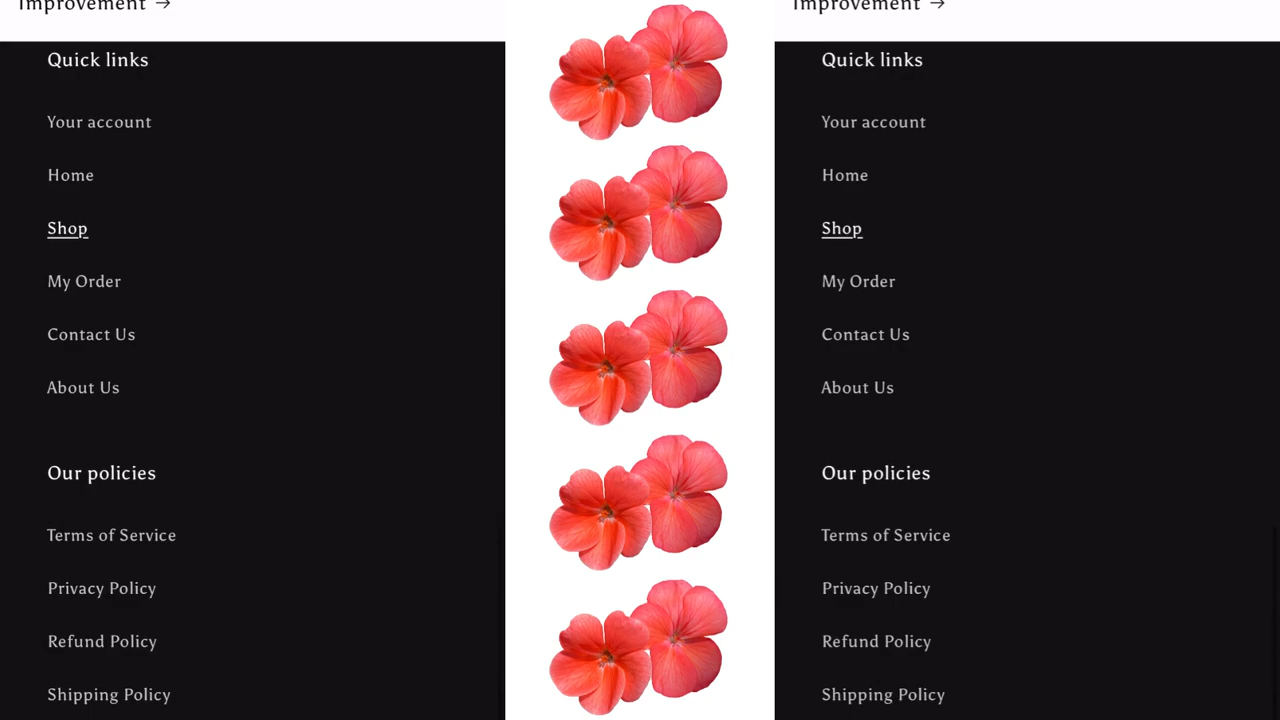 Improvement →
Quick links
Your account
Home
Shop
My Order
Contact Us
About Us
Our policies
Terms of Service
Privacy Policy
Refund Policy
Shipping Policy
Improvement →
Quick links
Your account
Home
Shop
My Order
Contact Us
About Us
Our policies
Terms of Service
Privacy Policy
Refund Policy
Shipping Policy